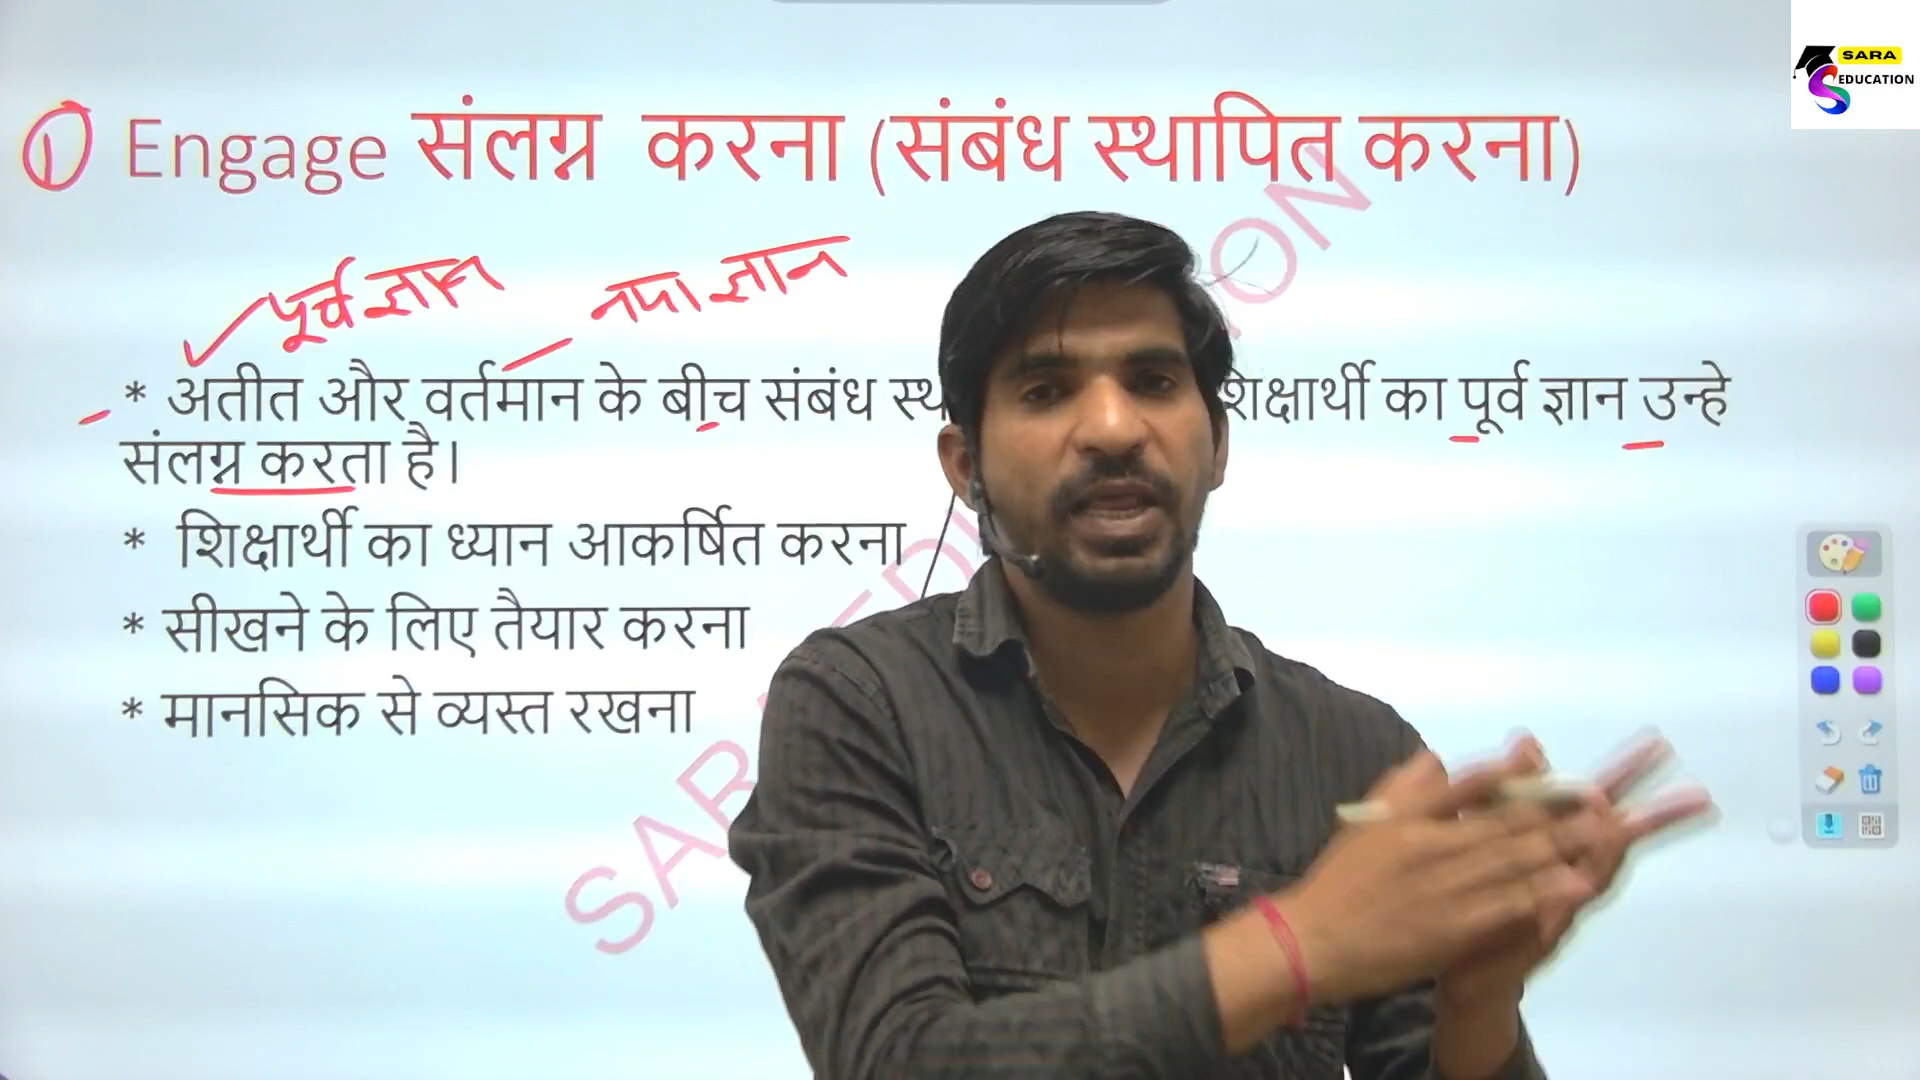 SARA
EDUCATION
① Engage संलग्न करना (संबंध स्थापित करना)
पूर्व ज्ञान नया ज्ञान
* अतीत और वर्तमान के बीच संबंध शिक्षार्थी का पूर्व ज्ञान उन्हे
संलग्न करता है।
* शिक्षार्थी का ध्यान आकर्षित करना
* सीखने के लिए तैयार करना
* मानसिक से व्यस्त रखना